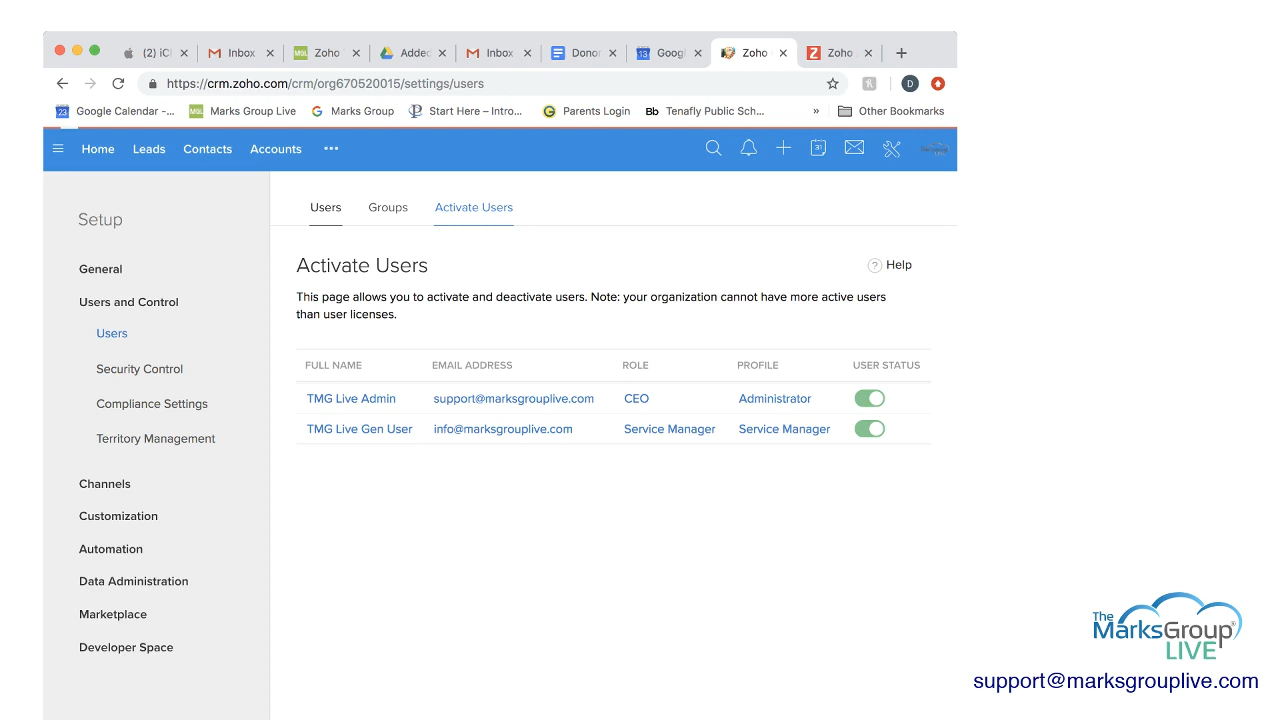 (2) iCl
Inbox
Zoho
Added
Inbox
Donor
Googl
Zoho
Zoho
https://crm.zoho.com/crm/org670520015/settings/users
D
23 Google Calendar -... MGL Marks Group Live Marks Group Start Here – Intro... Parents Login Bb Tenafly Public Sch... » Other Bookmarks
Home Leads Contacts Accounts ••• 31
Users Groups Activate Users
Setup
General
Users and Control
Users
Security Control
Compliance Settings
Territory Management
Channels
Customization
Automation
Data Administration
Marketplace
Developer Space
Activate Users
? Help
This page allows you to activate and deactivate users. Note: your organization cannot have more active users
than user licenses.
FULL NAME EMAIL ADDRESS ROLE PROFILE USER STATUS
TMG Live Admin support@marksgrouplive.com CEO Administrator
TMG Live Gen User info@marksgrouplive.com Service Manager Service Manager
The
MarksGroup®
LIVE
support@marksgrouplive.com